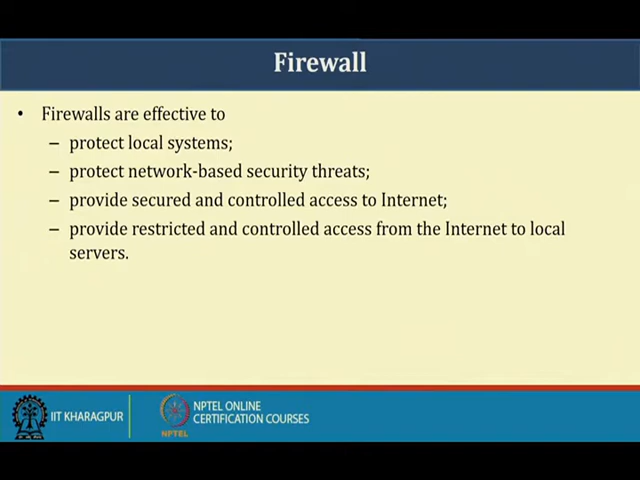 Firewall
• Firewalls are effective to
– protect local systems;
– protect network-based security threats;
– provide secured and controlled access to Internet;
– provide restricted and controlled access from the Internet to local
servers.
IIT KHARAGPUR
NPTEL
NPTEL ONLINE
CERTIFICATION COURSES